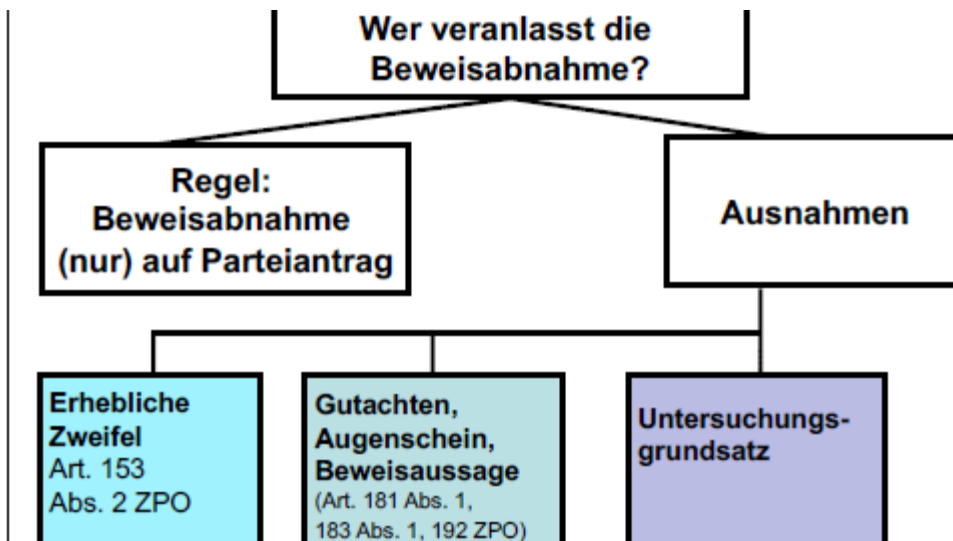 Wer veranlasst die
Beweisabnahme?
Regel:
Beweisabnahme
(nur) auf Parteiantrag
Ausnahmen
Erhebliche
Zweifel
Art. 153
Abs. 2 ZPO
Gutachten,
Augenschein,
Beweisaussage
(Art. 181 Abs. 1,
183 Abs. 1, 192 ZPO)
Untersuchungs-
grundsatz